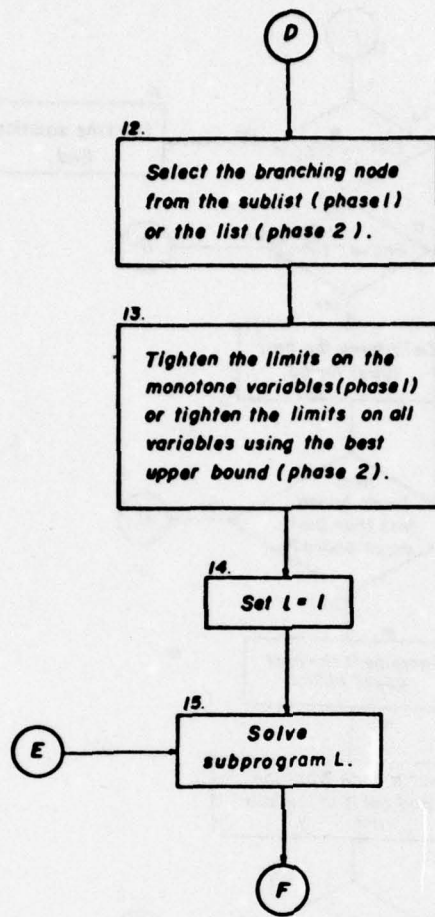 D
12.
Select the branching node
from the sublist (phase 1)
or the list (phase 2).
13.
Tighten the limits on the
monotone variables (phase 1)
or tighten the limits on all
variables using the best
upper bound (phase 2).
14.
Set L = 1
15.
Solve
subprogram L.
E
F